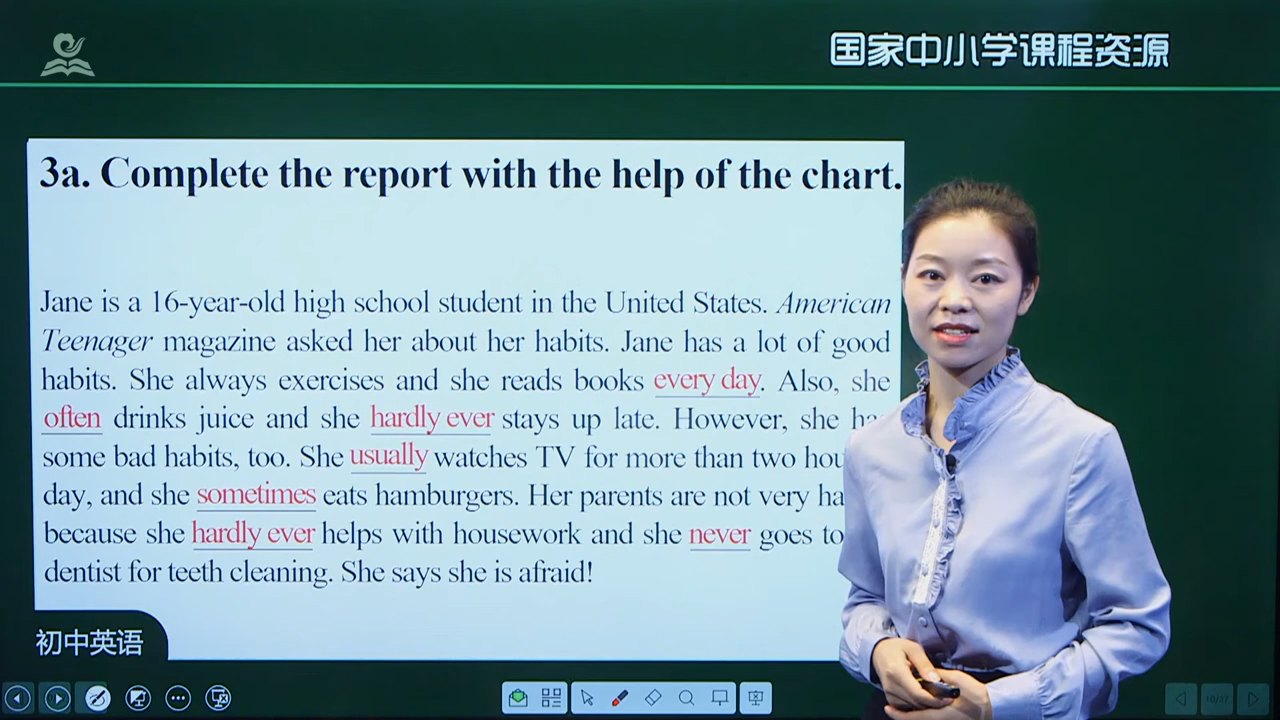 国家中小学课程资源
3a. Complete the report with the help of the chart.
Jane is a 16-year-old high school student in the United States. American
Teenager magazine asked her about her habits. Jane has a lot of good
habits. She always exercises and she reads books every day. Also, she
often drinks juice and she hardly ever stays up late. However, she
some bad habits, too. She usually watches TV for more than two
day, and she sometimes eats hamburgers. Her parents are not very
because she hardly ever helps with housework and she never goes to
dentist for teeth cleaning. She says she is afraid!
初中英语
10/17